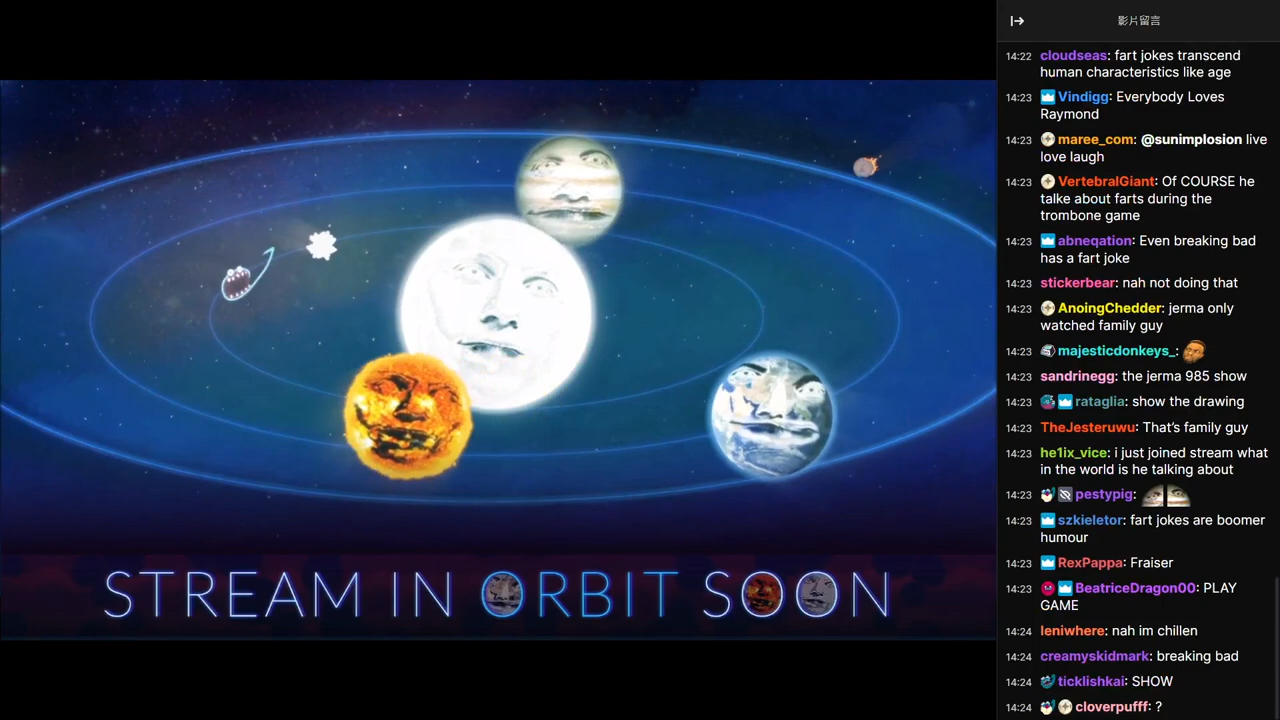 影片留言
14:22 cloudseas: fart jokes transcend
human characteristics like age
14:23 Vindigg: Everybody Loves
Raymond
14:23 maree_com: @sunimplosion live
love laugh
14:23 VertebralGiant: Of COURSE he
talke about farts during the
trombone game
14:23 abneqation: Even breaking bad
has a fart joke
14:23 stickerbear: nah not doing that
14:23 AnoingChedder: jerma only
watched family guy
14:23 majesticdonkeys_:
14:23 sandrinegg: the jerma 985 show
14:23 rataglia: show the drawing
14:23 TheJesteruwu: That's family guy
14:23 he1ix_vice: i just joined stream what
in the world is he talking about
14:23 pestypig:
14:23 szkieletor: fart jokes are boomer
humour
14:23 RexPappa: Fraiser
14:23 BeatriceDragon00: PLAY
GAME
14:24 leniwhere: nah im chillen
14:24 creamyskidmark: breaking bad
14:24 ticklishkai: SHOW
14:24 cloverpufff: ?
STREAM IN ORBIT SOON